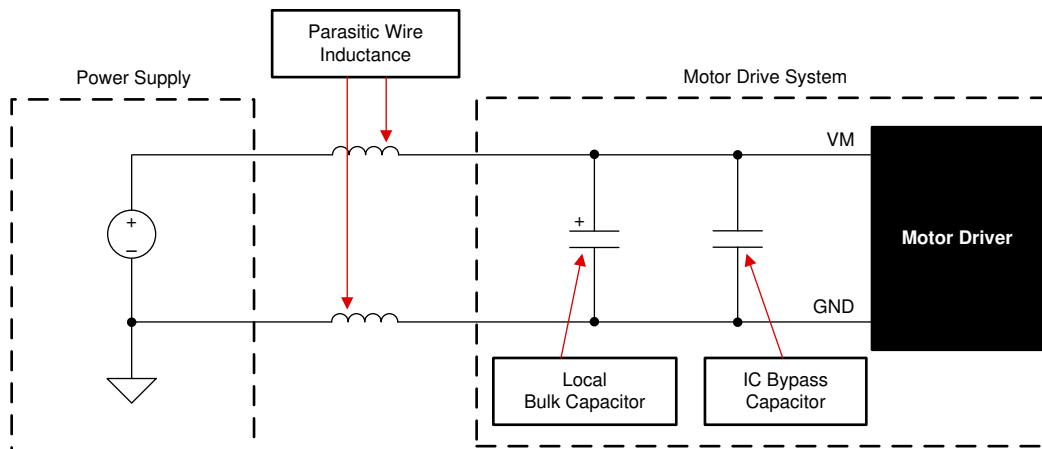 Parasitic Wire
Inductance
Power Supply
Motor Drive System
VM
+
–
+
Motor Driver
GND
Local
Bulk Capacitor
IC Bypass
Capacitor